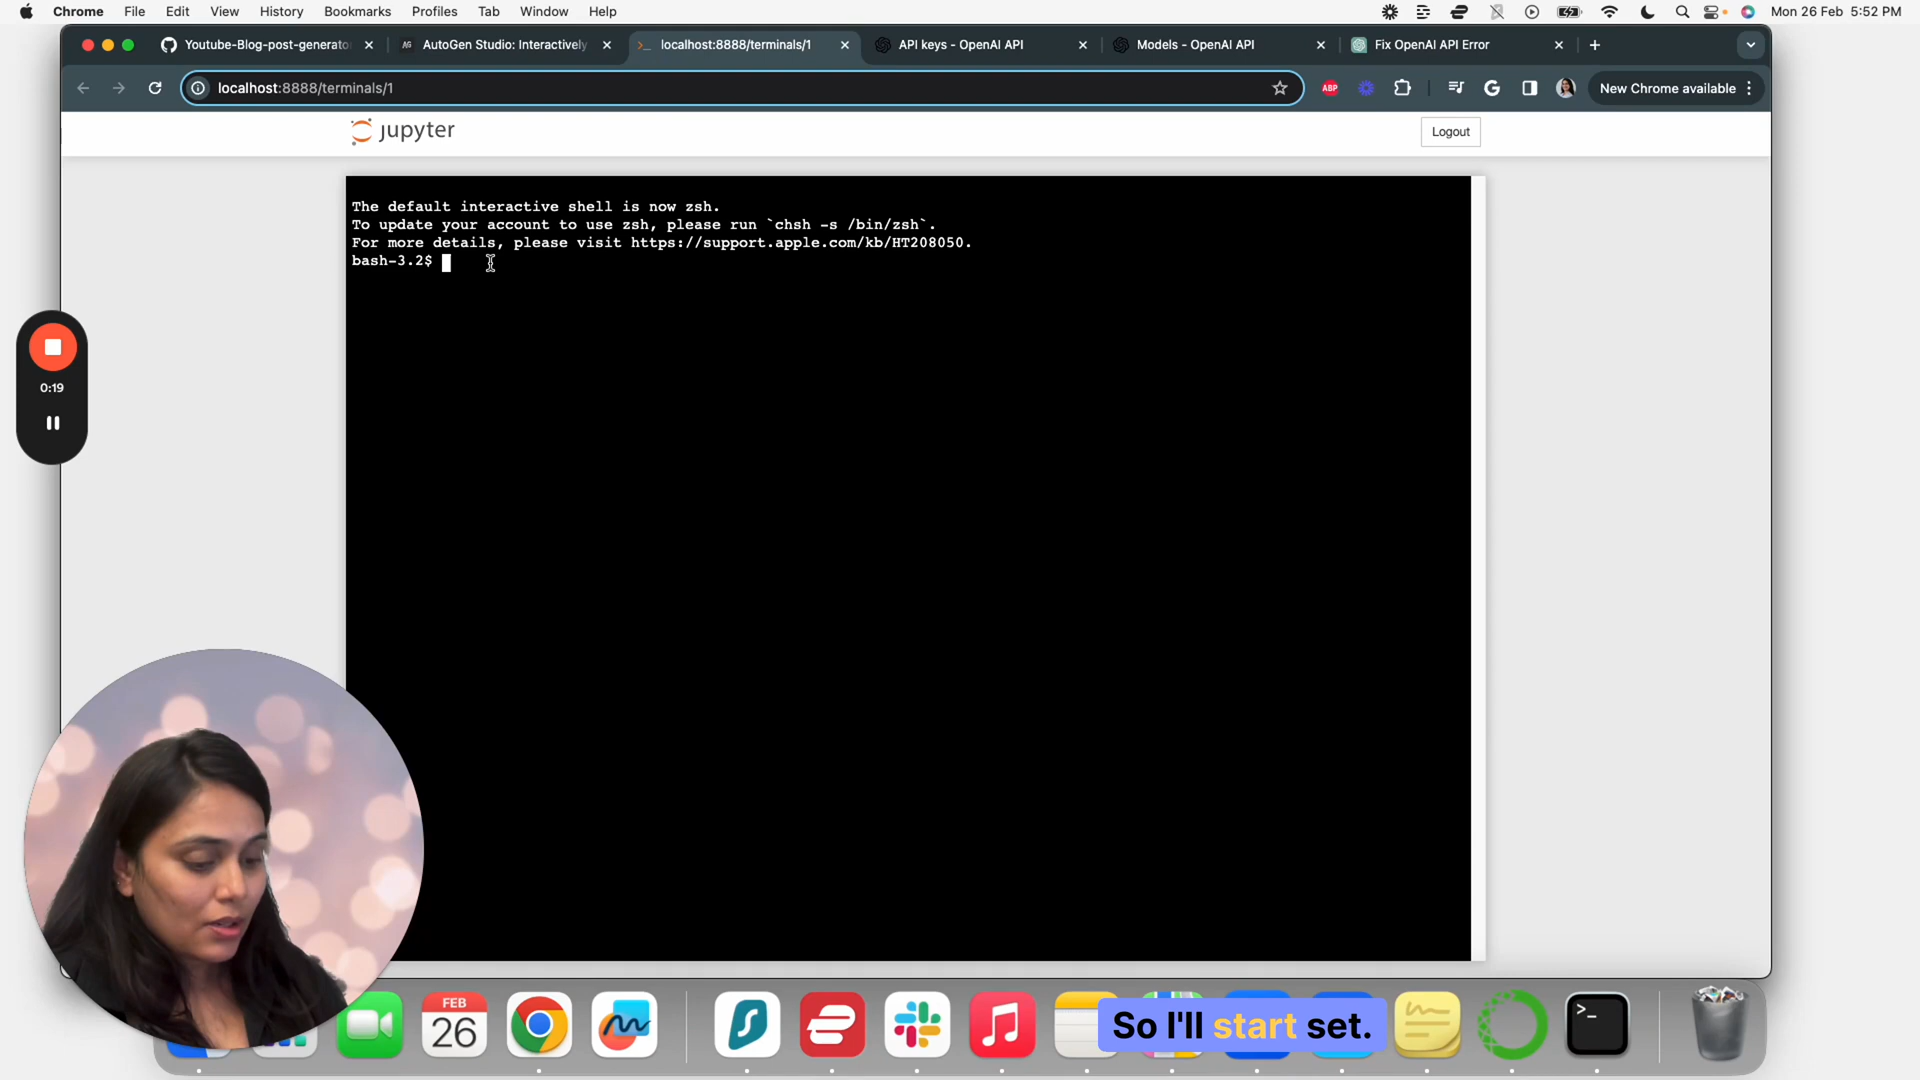 Chrome File Edit View History Bookmarks Profiles Tab Window Help Mon 26 Feb 5:52 PM
Youtube-Blog-post-generato AutoGen Studio: Interactively localhost:8888/terminals/1 API keys - OpenAI API Models - OpenAI API Fix OpenAI API Error
localhost:8888/terminals/1 ABP G New Chrome available
jupyter Logout
The default interactive shell is now zsh.
To update your account to use zsh, please run `chsh -s /bin/zsh`.
For more details, please visit https://support.apple.com/kb/HT208050.
bash-3.2$
0:19
FEB
26
So I'll start set.
>_